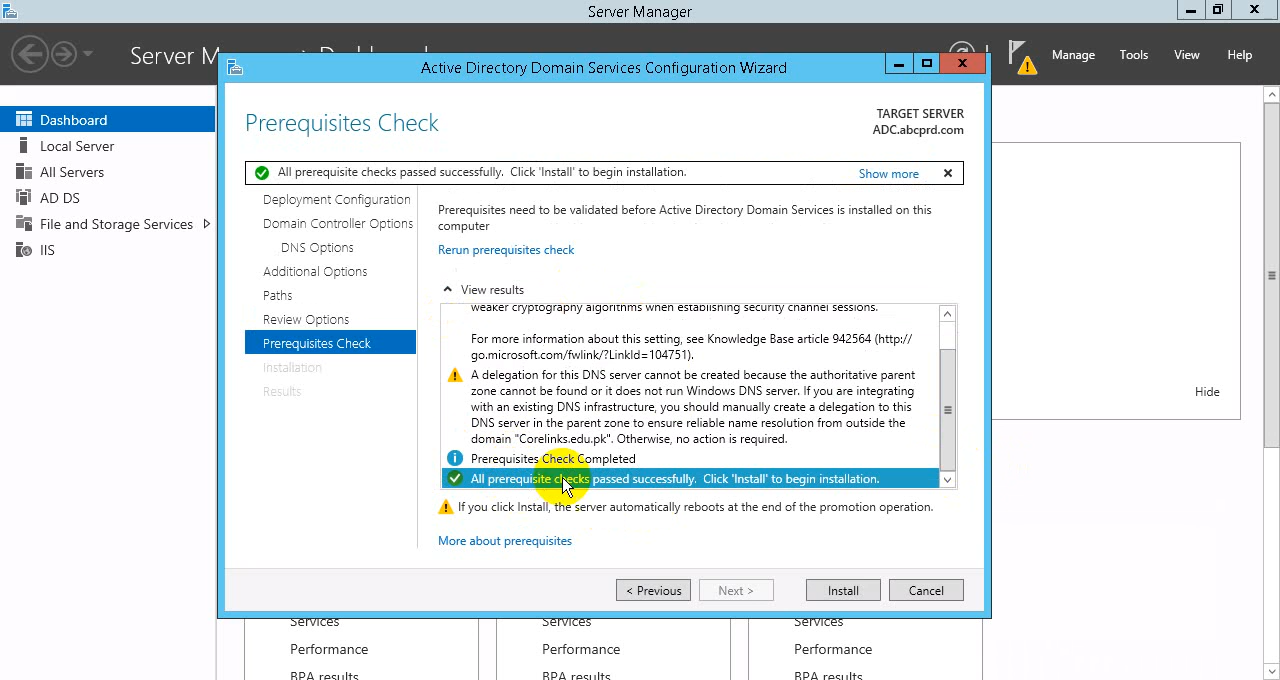 Server Manager
Server M
Manage
Tools
View
Help
Dashboard
Local Server
All Servers
AD DS
File and Storage Services
IIS
Active Directory Domain Services Configuration Wizard
Prerequisites Check
TARGET SERVER
ADC.abcprd.com
All prerequisite checks passed successfully.  Click 'Install' to begin installation.
Show more
Deployment Configuration
Domain Controller Options
DNS Options
Additional Options
Paths
Review Options
Prerequisites Check
Installation
Results
Prerequisites need to be validated before Active Directory Domain Services is installed on this
computer
Rerun prerequisites check
View results
weaker cryptography algorithms when establishing security channel sessions.
For more information about this setting, see Knowledge Base article 942564 (http://
go.microsoft.com/fwlink/?LinkId=104751).
A delegation for this DNS server cannot be created because the authoritative parent
zone cannot be found or it does not run Windows DNS server. If you are integrating
with an existing DNS infrastructure, you should manually create a delegation to this
DNS server in the parent zone to ensure reliable name resolution from outside the
domain "Corelinks.edu.pk". Otherwise, no action is required.
Prerequisites Check Completed
All prerequisite checks passed successfully.  Click 'Install' to begin installation.
If you click Install, the server automatically reboots at the end of the promotion operation.
More about prerequisites
< Previous
Next >
Install
Cancel
Hide
Services
Performance
BPA results
Services
Performance
BPA results
Services
Performance
BPA results